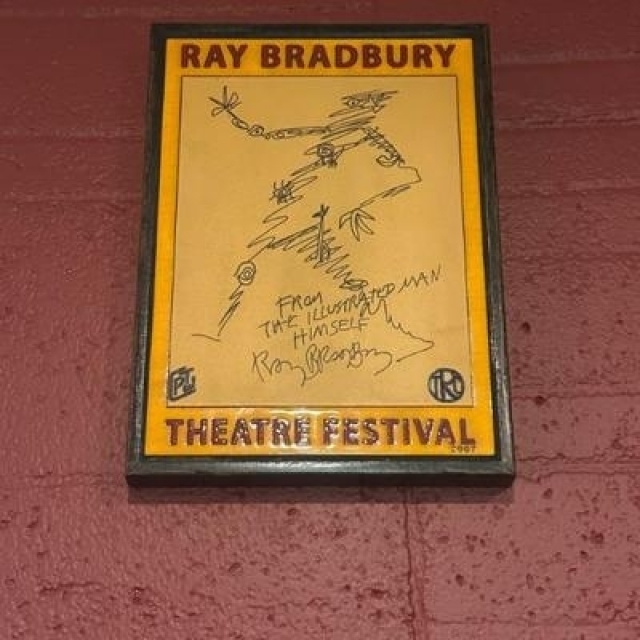 RAY BRADBURY
FROM
THE ILLUSTRATED MAN
HIMSELF
Ray Bradbury
THEATRE FESTIVAL
2007